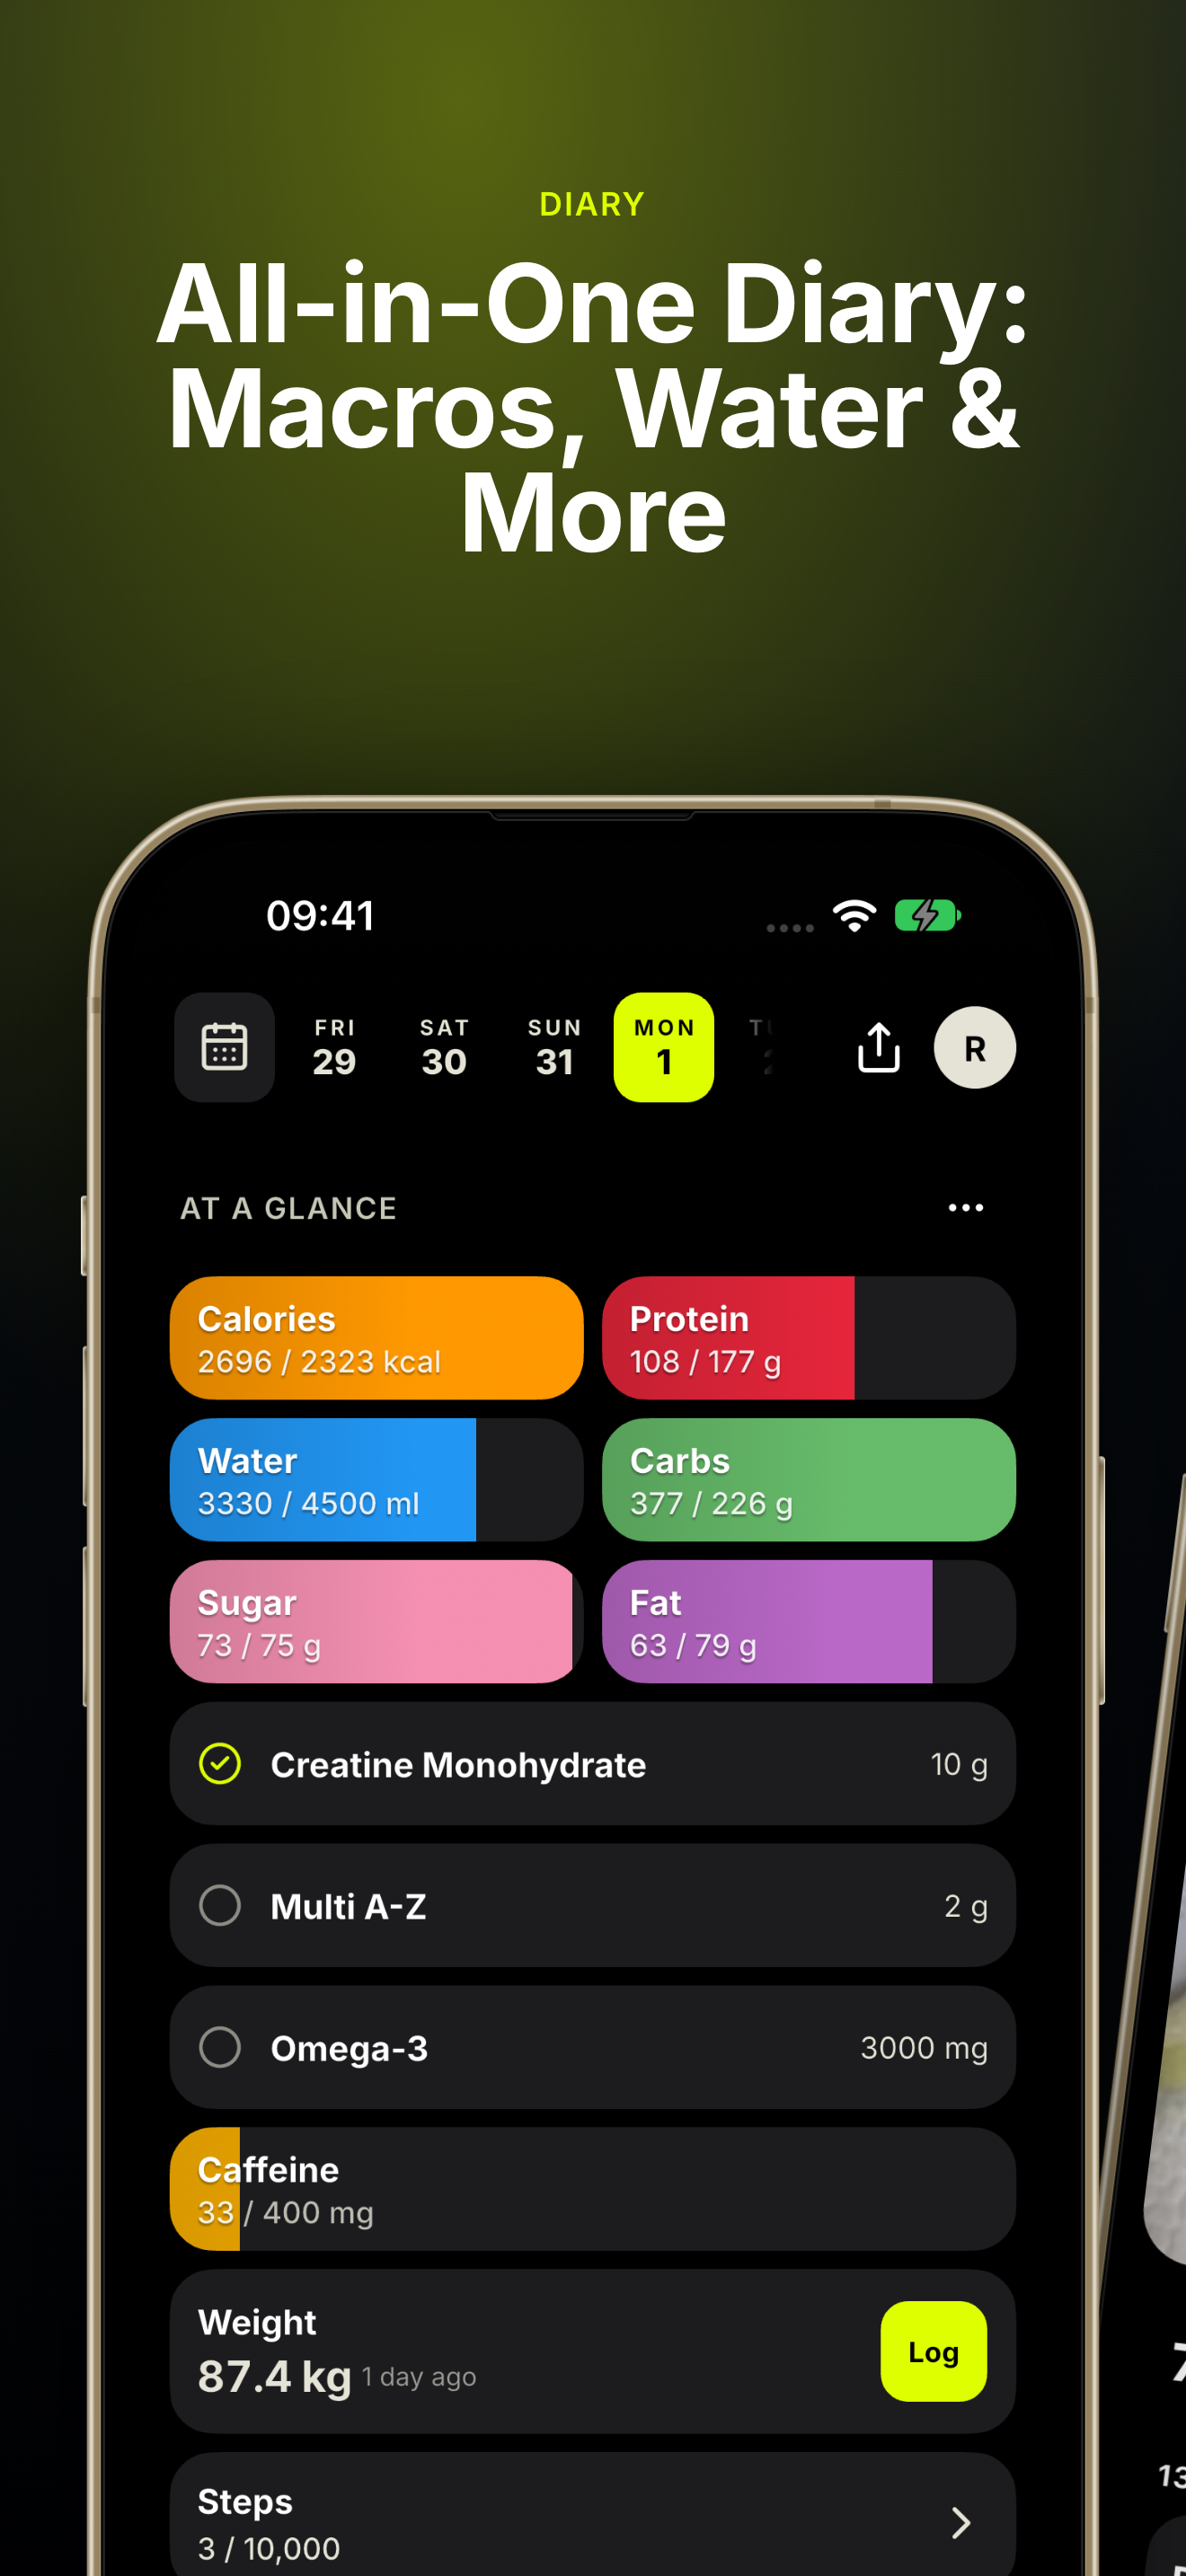 DIARY
All-in-One Diary:
Macros, Water &
More
09:41
FRI SAT SUN MON
29 30 31 1
R
AT A GLANCE
Calories
2696 / 2323 kcal
Protein
108 / 177 g
Water
3330 / 4500 ml
Carbs
377 / 226 g
Sugar
73 / 75 g
Fat
63 / 79 g
Creatine Monohydrate 10 g
Multi A-Z 2 g
Omega-3 3000 mg
Caffeine
33 / 400 mg
Weight
87.4 kg 1 day ago
Log
Steps
3 / 10,000